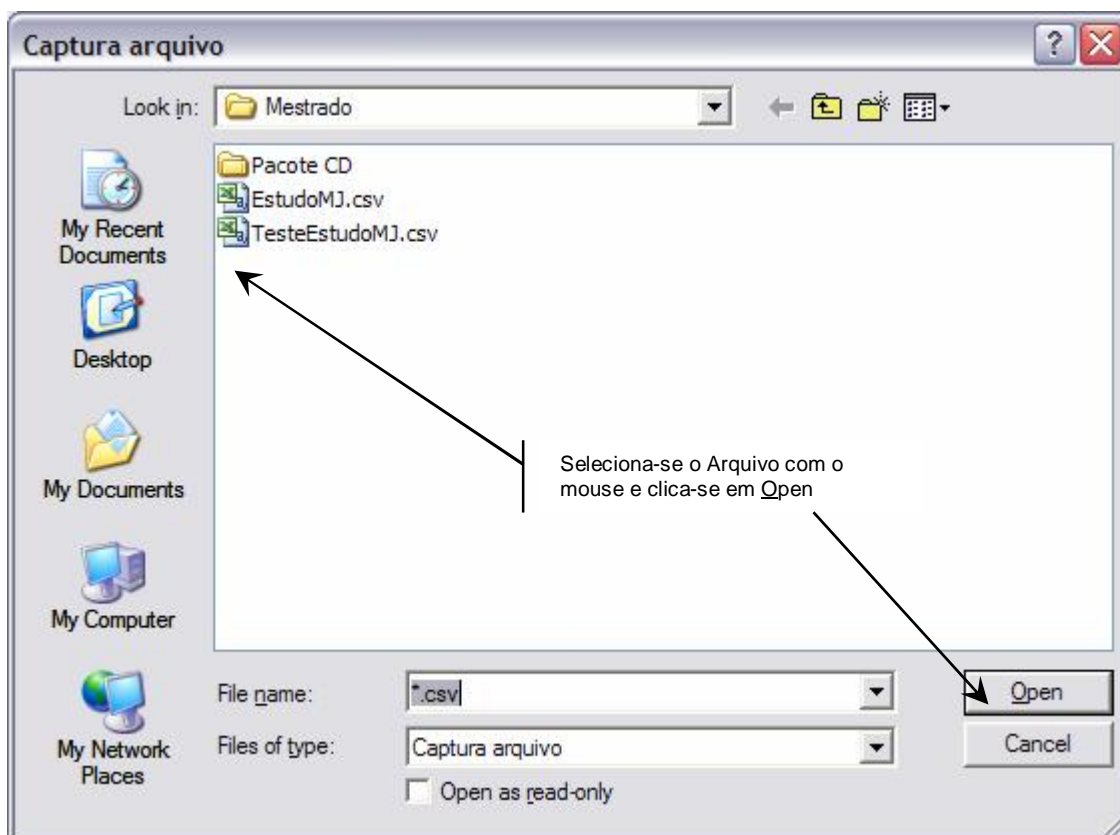 Captura arquivo
Look in:
Mestrado
My Recent
Documents
Desktop
My Documents
My Computer
My Network
Places
Pacote CD
EstudoMJ.csv
TesteEstudoMJ.csv
Seleciona-se o Arquivo com o
mouse e clica-se em Open
File name:
*.csv
Open
Files of type:
Captura arquivo
Cancel
Open as read-only